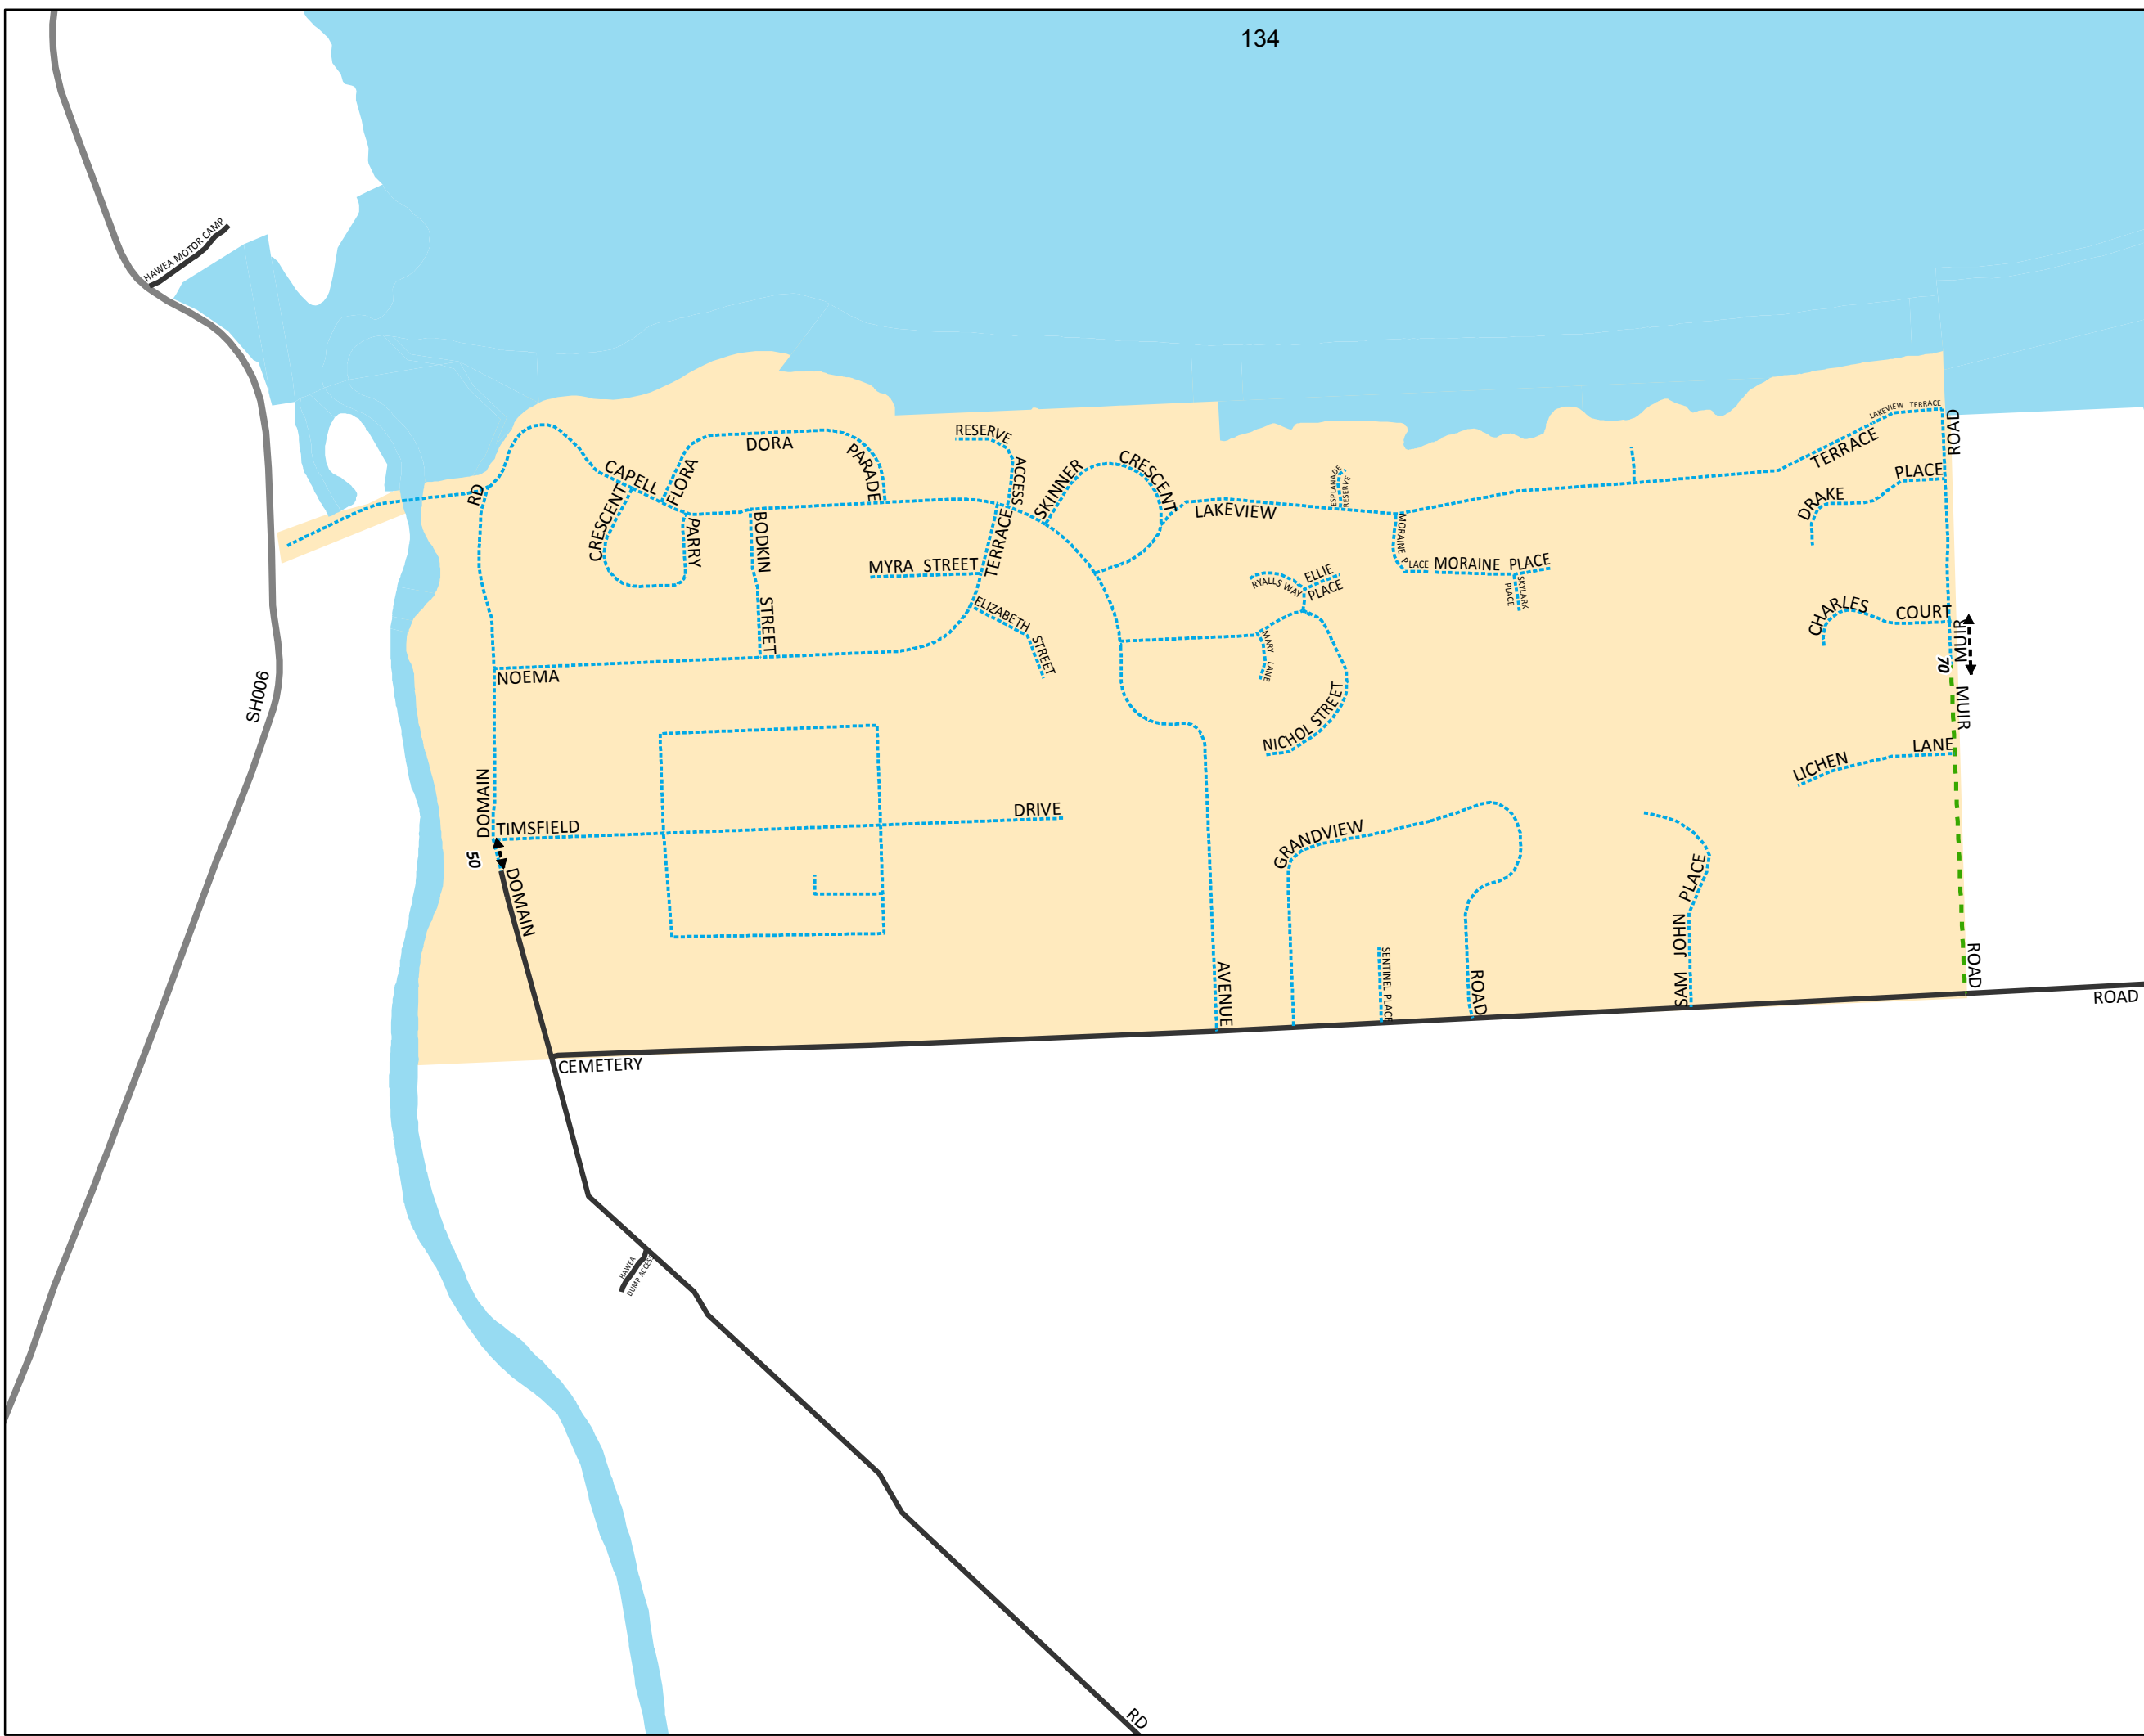 134
HAWEA MOTOR CAMP
LAKEVIEW TERRACE
ROAD
RESERVE
ACCESS
DORA
PARADE
TERRACE
CAPELL
FLORA
SKINNER
CRESCENT
PLACE
DRAKE
RD
ESPLANADE
RESERVE
LAKEVIEW
CRESCENT
PARRY
BODKIN
STREET
TERRACE
MORAINE PLACE
MORAINE PLACE
MYRA STREET
RYALLS WAY
ELLIE
PLACE
SKYLARK
PLACE
ELIZABETH STREET
CHARLES
COURT
MUIR
70
MARY LANE
NOEMA
SH006
NICHOL STREET
MUIR
LANE
LICHEN
DOMAIN
TIMSFIELD
DRIVE
GRANDVIEW
50
DOMAIN
PLACE
SAM JOHN
AVENUE
SENTINEL PLACE
ROAD
ROAD
ROAD
CEMETERY
HAWEA
DUMP ACCESS
RD